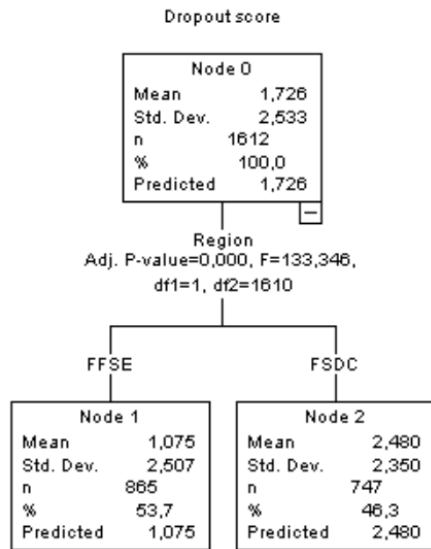 Dropout score
Node 0
Mean 1,726
Std. Dev. 2,533
n 1612
% 100,0
Predicted 1,726
Region
Adj. P-value=0,000, F=133,346,
df1=1, df2=1610
FFSE
FSDC
Node 1
Mean 1,075
Std. Dev. 2,507
n 865
% 53,7
Predicted 1,075
Node 2
Mean 2,480
Std. Dev. 2,350
n 747
% 46,3
Predicted 2,480